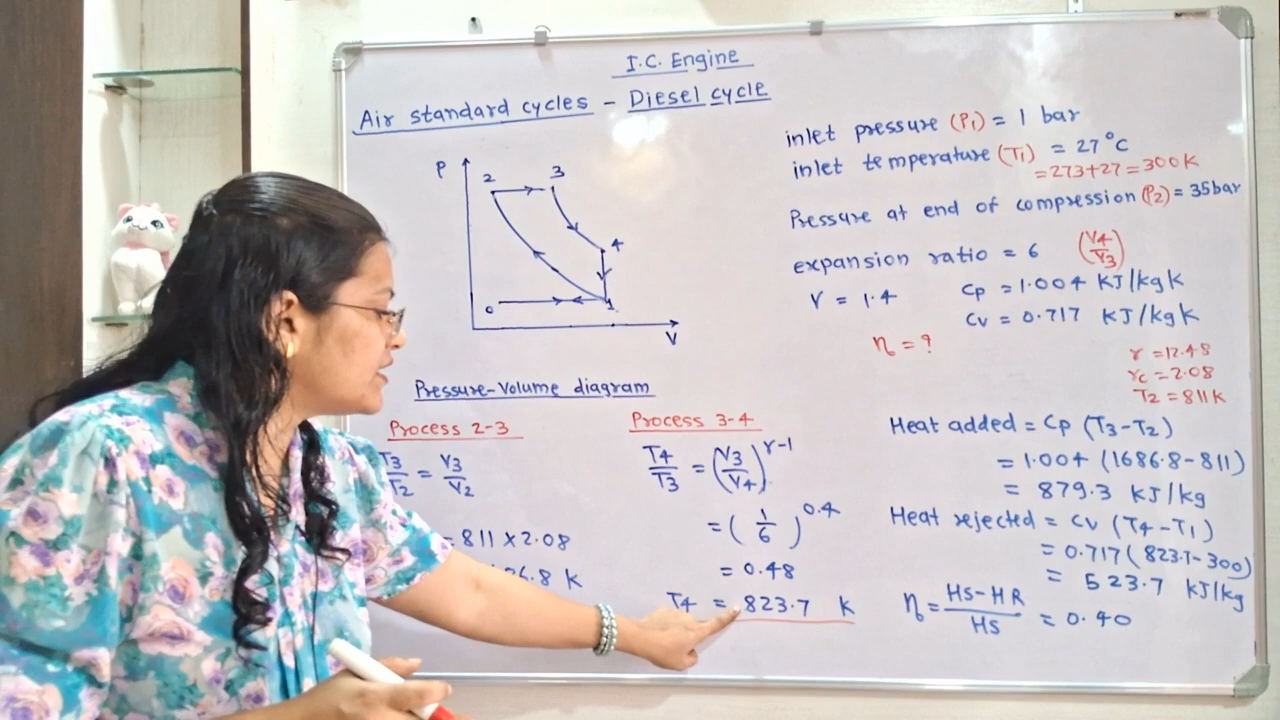 I.C. Engine
Air standard cycles - Diesel cycle
P
2
3
4
0
1
V
Pressure-Volume diagram
inlet pressure (P1) = 1 bar
inlet temperature (T1) = 27°C
= 273+27 = 300 K
Pressure at end of compression (P2) = 35bar
expansion ratio = 6 (V4/V3)
γ = 1.4 Cp = 1.004 KJ/kgK
Cv = 0.717 KJ/kgK
η = ?
r = 12.48
rc = 2.08
T2 = 811 K
Process 2-3
T3/T2 = V3/V2
= 811 × 2.08
6.8 K
Process 3-4
T4/T3 = (V3/V4)^γ-1
= (1/6)^0.4
= 0.48
T4 = 823.7 K
Heat added = Cp (T3-T2)
= 1.004 (1686.8-811)
= 879.3 KJ/kg
Heat rejected = Cv (T4-T1)
= 0.717 (823.7-300)
= 523.7 KJ/kg
η = HS-HR/HS = 0.40